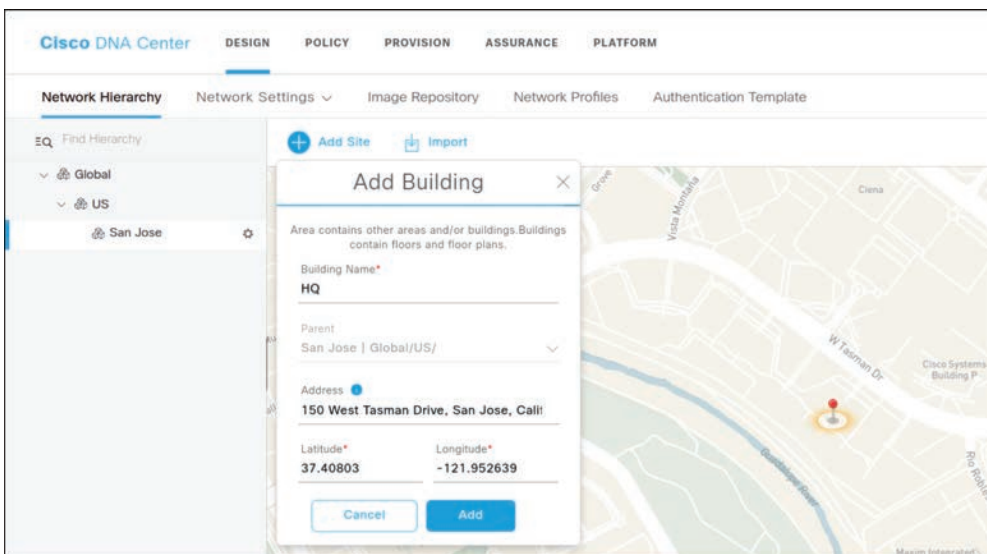 Cisco DNA Center DESIGN POLICY PROVISION ASSURANCE PLATFORM
Network Hierarchy Network Settings Image Repository Network Profiles Authentication Template
Find Hierarchy
Add Site Import
Global
US
San Jose
Add Building
Area contains other areas and/or buildings.Buildings
contain floors and floor plans.
Building Name*
HQ
Parent
San Jose | Global/US/
Address
150 West Tasman Drive, San Jose, Calif
Latitude* Longitude*
37.40803 -121.952639
Cancel Add
Grove
Vista Montaña
Ciena
W Tasman Dr
Cisco Systems
Building P
Guadalupe River
Rio Robles
Maxim Integrated